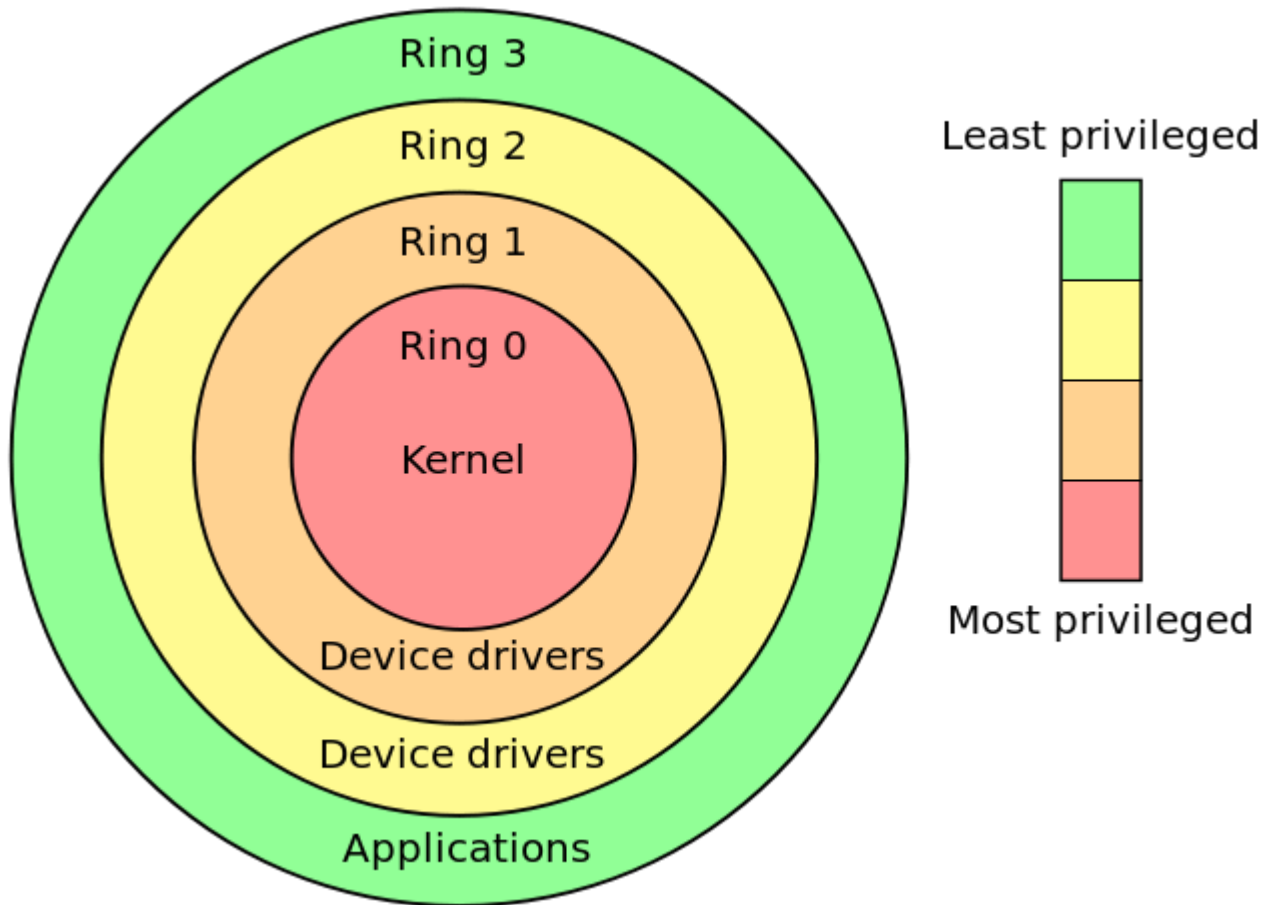 Ring 3
Ring 2
Ring 1
Ring 0
Kernel
Device drivers
Device drivers
Applications
Least privileged
Most privileged